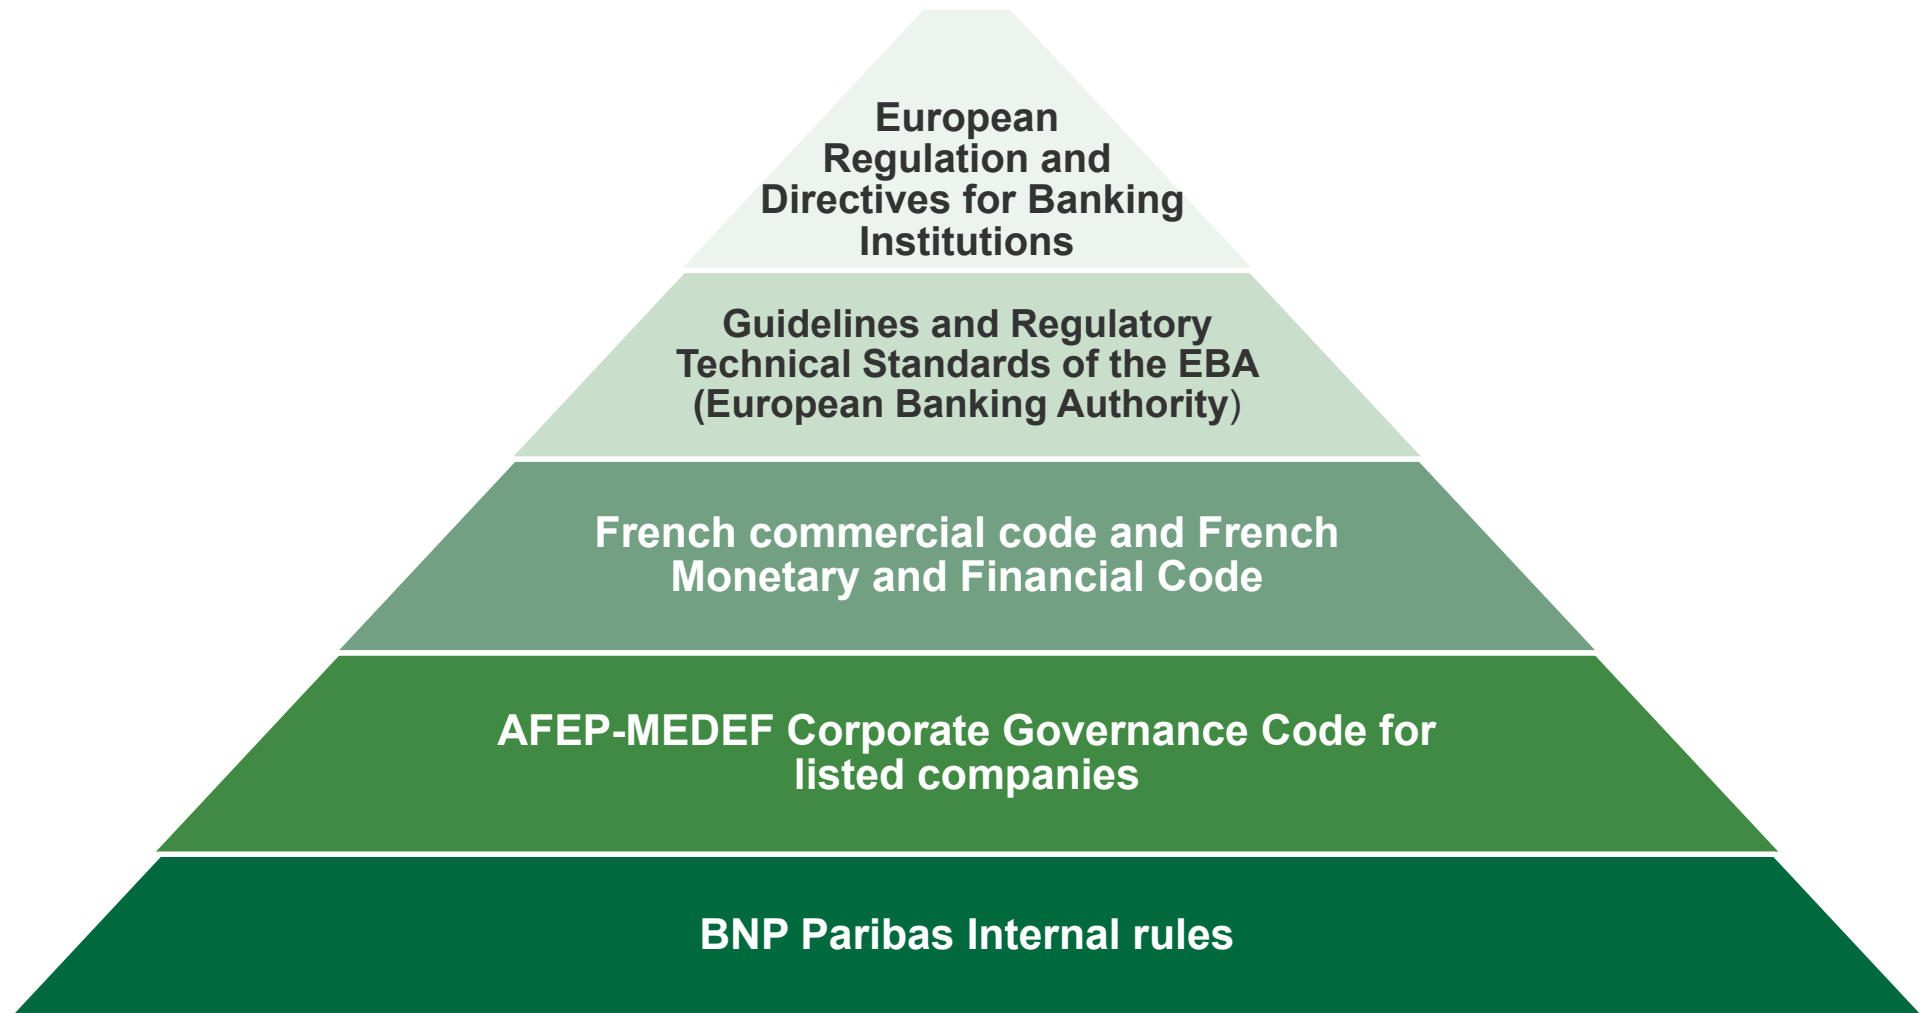 European
Regulation and
Directives for Banking
Institutions
Guidelines and Regulatory
Technical Standards of the EBA
(European Banking Authority)
French commercial code and French
Monetary and Financial Code
AFEP-MEDEF Corporate Governance Code for
listed companies
BNP Paribas Internal rules